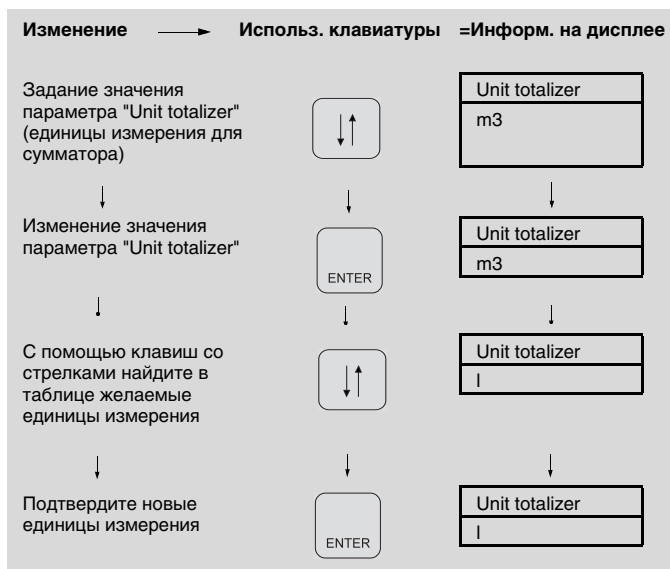 Изменение
Использ. клавиатуры
=Информ. на дисплее
Задание значения
параметра "Unit totalizer"
(единицы измерения для
сумматора)
Unit totalizer
m3
Изменение значения
параметра "Unit totalizer"
ENTER
Unit totalizer
m3
С помощью клавиш со
стрелками найдите в
таблице желаемые
единицы измерения
Unit totalizer
l
Подтвердите новые
единицы измерения
ENTER
Unit totalizer
l